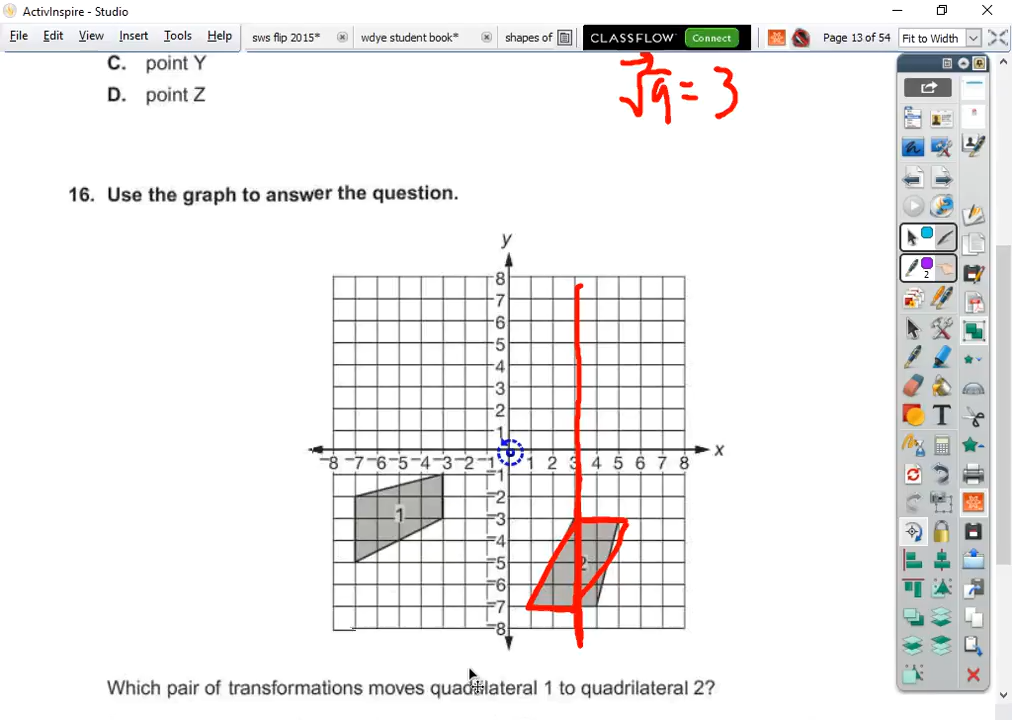 ActivInspire - Studio
File Edit View Insert Tools Help
sws flip 2015*
wdye student book*
shapes of
CLASSFLOW Connect
Page 13 of 54
Fit to Width
C. point Y
D. point Z
√9 = 3
2
16. Use the graph to answer the question.
y
8
7
6
5
4
3
2
1
-8 -7 -6 -5 -4 -3 -2 -1 1 2 3 4 5 6 7 8 x
-1
-2
-3
-4
-5
-6
-7
-8
1
2
Which pair of transformations moves quadrilateral 1 to quadrilateral 2?